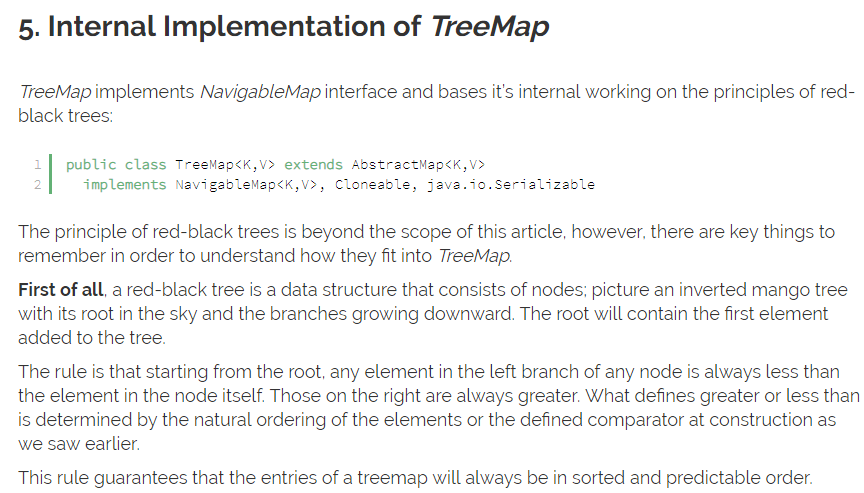 5. Internal Implementation of TreeMap
TreeMap implements NavigableMap interface and bases it's internal working on the principles of red-
black trees:
1 public class TreeMap<K,V> extends AbstractMap<K,V>
2 implements NavigableMap<K,V>, Cloneable, java.io.Serializable
The principle of red-black trees is beyond the scope of this article, however, there are key things to
remember in order to understand how they fit into TreeMap.
First of all, a red-black tree is a data structure that consists of nodes; picture an inverted mango tree
with its root in the sky and the branches growing downward. The root will contain the first element
added to the tree.
The rule is that starting from the root, any element in the left branch of any node is always less than
the element in the node itself. Those on the right are always greater. What defines greater or less than
is determined by the natural ordering of the elements or the defined comparator at construction as
we saw earlier.
This rule guarantees that the entries of a treemap will always be in sorted and predictable order.